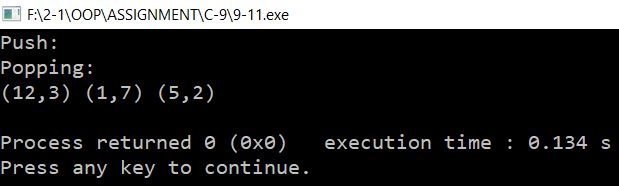 F:\2-1\OOP\ASSIGNMENT\C-9\9-11.exe
Push:
Popping:
(12,3) (1,7) (5,2)
Process returned 0 (0x0)   execution time : 0.134 s
Press any key to continue.